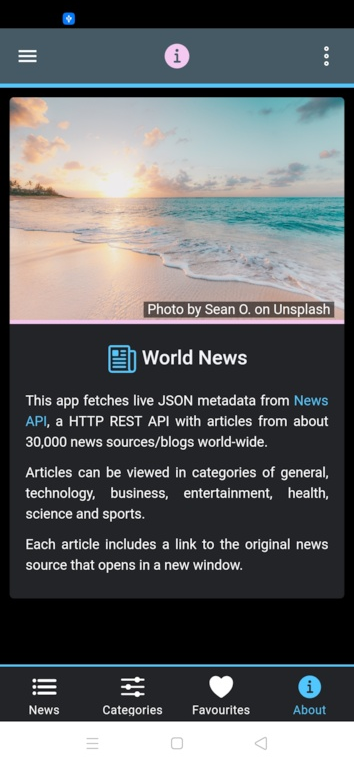 Photo by Sean O. on Unsplash
World News
This app fetches live JSON metadata from News
API, a HTTP REST API with articles from about
30,000 news sources/blogs world-wide.
Articles can be viewed in categories of general,
technology, business, entertainment, health,
science and sports.
Each article includes a link to the original news
source that opens in a new window.
News Categories Favourites About